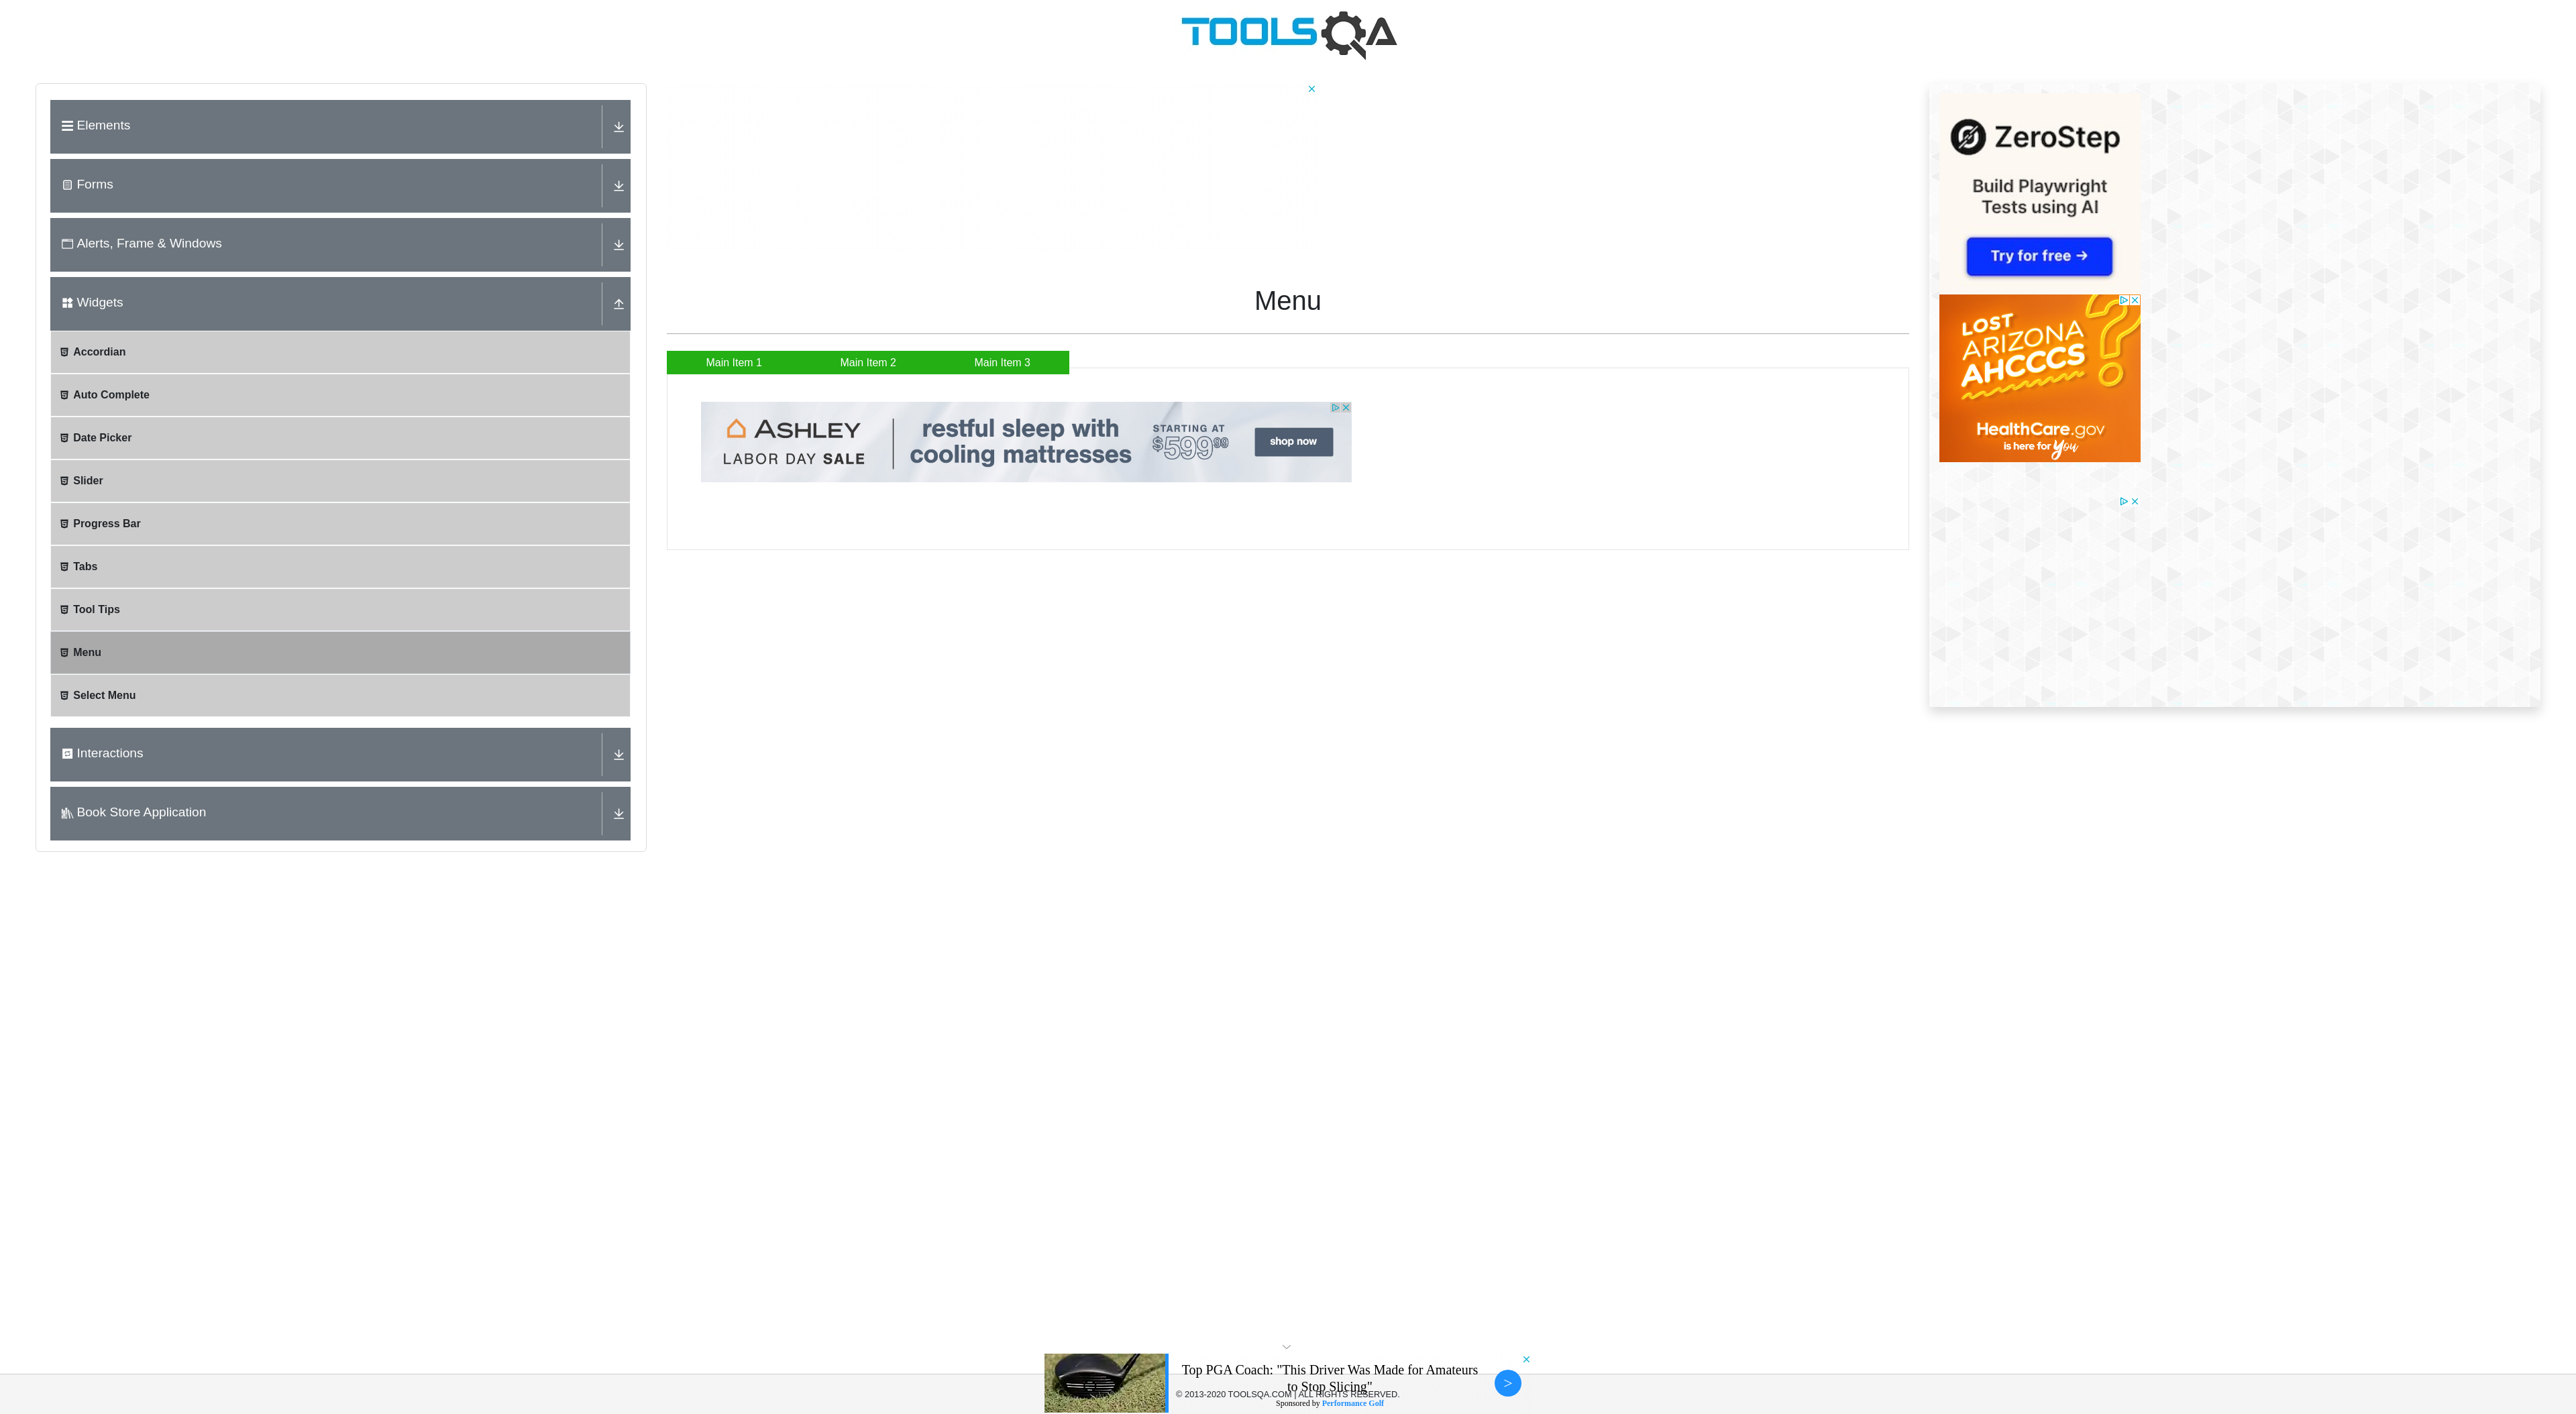 TOOLSQA
Elements
Forms
Alerts, Frame & Windows
Widgets
Accordian
Auto Complete
Date Picker
Slider
Progress Bar
Tabs
Tool Tips
Menu
Select Menu
Interactions
Book Store Application
Menu
Main Item 1
Main Item 2
Main Item 3
ASHLEY
LABOR DAY SALE
restful sleep with
cooling mattresses
STARTING AT
$599.99
shop now
ZeroStep
Build Playwright
Tests using AI
Try for free →
LOST
ARIZONA
AHCCCS
?
HealthCare.gov
is here for you
Top PGA Coach: "This Driver Was Made for Amateurs
to Stop Slicing"
© 2013-2020 TOOLSQA.COM | ALL RIGHTS RESERVED.
Sponsored by Performance Golf